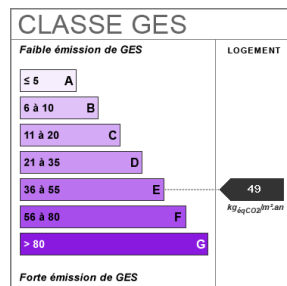 CLASSE GES
Faible émission de GES
LOGEMENT
≤ 5 A
6 à 10 B
11 à 20 C
21 à 35 D
36 à 55 E
49
kgéqCO2/m².an
56 à 80 F
> 80 G
Forte émission de GES